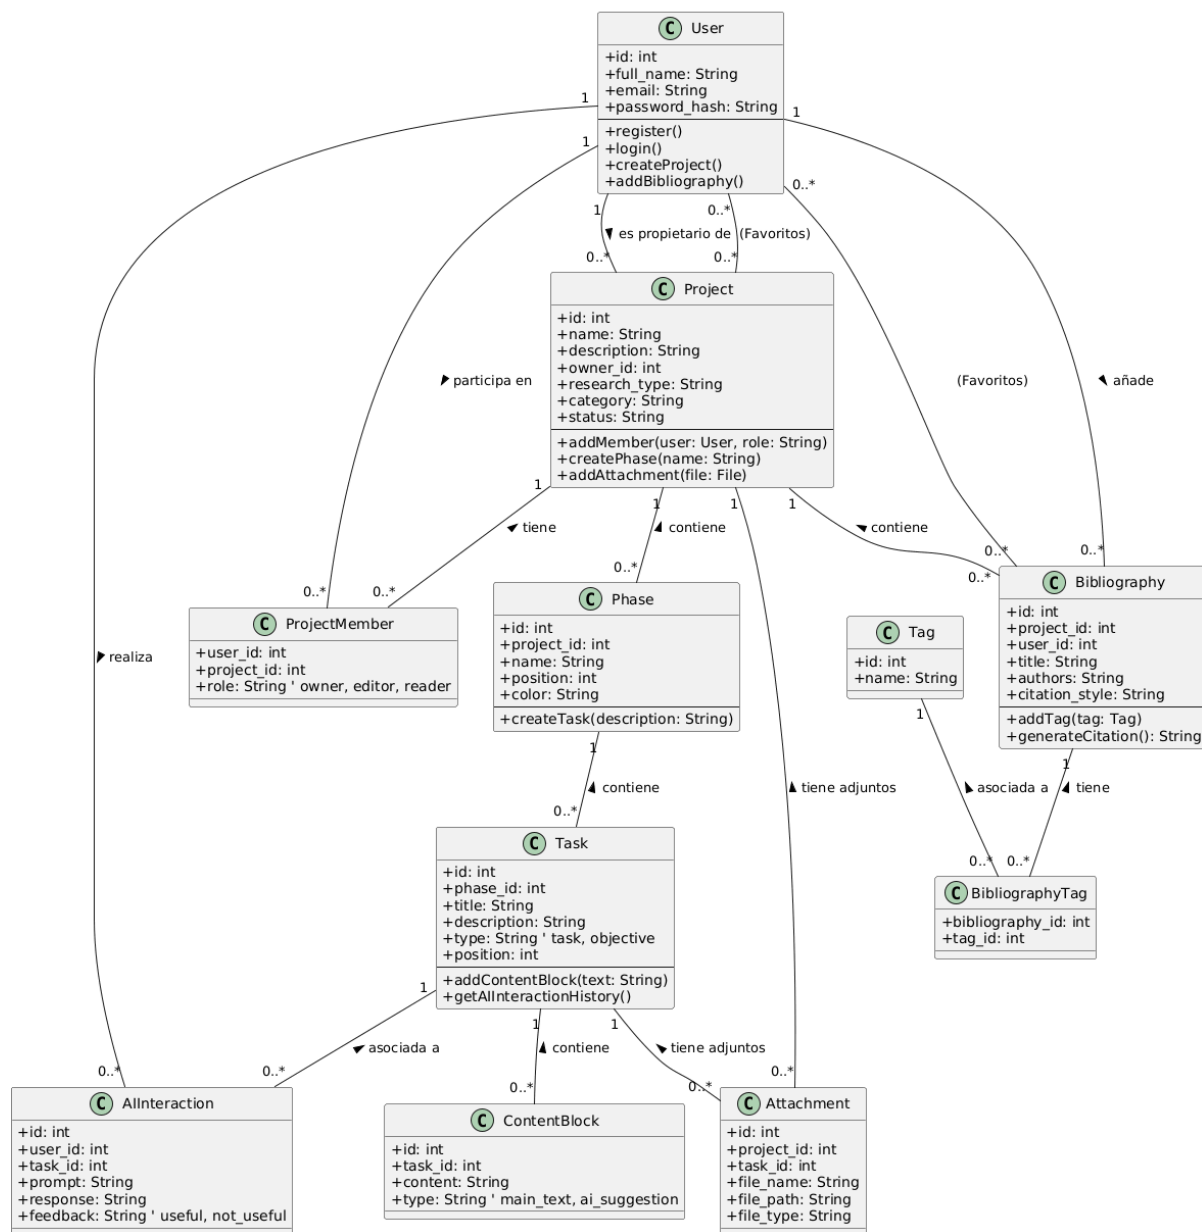 C User
+id: int
+full_name: String
+email: String
+password_hash: String
+register()
+login()
+createProject()
+addBibliography()
1
1
1
0..*
1
0..*
es propietario de
(Favoritos)
0..*
0..*
C Project
+id: int
+name: String
+description: String
+owner_id: int
+research_type: String
+category: String
+status: String
+addMember(user: User, role: String)
+createPhase(name: String)
+addAttachment(file: File)
participa en
(Favoritos)
añade
1
1
1
1
tiene
contiene
contiene
0..*
0..*
0..*
0..*
0..*
0..*
C ProjectMember
+user_id: int
+project_id: int
+role: String ' owner, editor, reader
realiza
C Phase
+id: int
+project_id: int
+name: String
+position: int
+color: String
+createTask(description: String)
C Tag
+id: int
+name: String
C Bibliography
+id: int
+project_id: int
+user_id: int
+title: String
+authors: String
+citation_style: String
+addTag(tag: Tag)
+generateCitation(): String
1
1
1
contiene
tiene adjuntos
asociada a
tiene
0..*
0..*
0..*
C Task
+id: int
+phase_id: int
+title: String
+description: String
+type: String ' task, objective
+position: int
+addContentBlock(text: String)
+getAIInteractionHistory()
C BibliographyTag
+bibliography_id: int
+tag_id: int
1
1
1
asociada a
contiene
tiene adjuntos
0..*
0..*
0..*
0..*
0..*
C AIInteraction
+id: int
+user_id: int
+task_id: int
+prompt: String
+response: String
+feedback: String ' useful, not_useful
C ContentBlock
+id: int
+task_id: int
+content: String
+type: String ' main_text, ai_suggestion
C Attachment
+id: int
+project_id: int
+task_id: int
+file_name: String
+file_path: String
+file_type: String